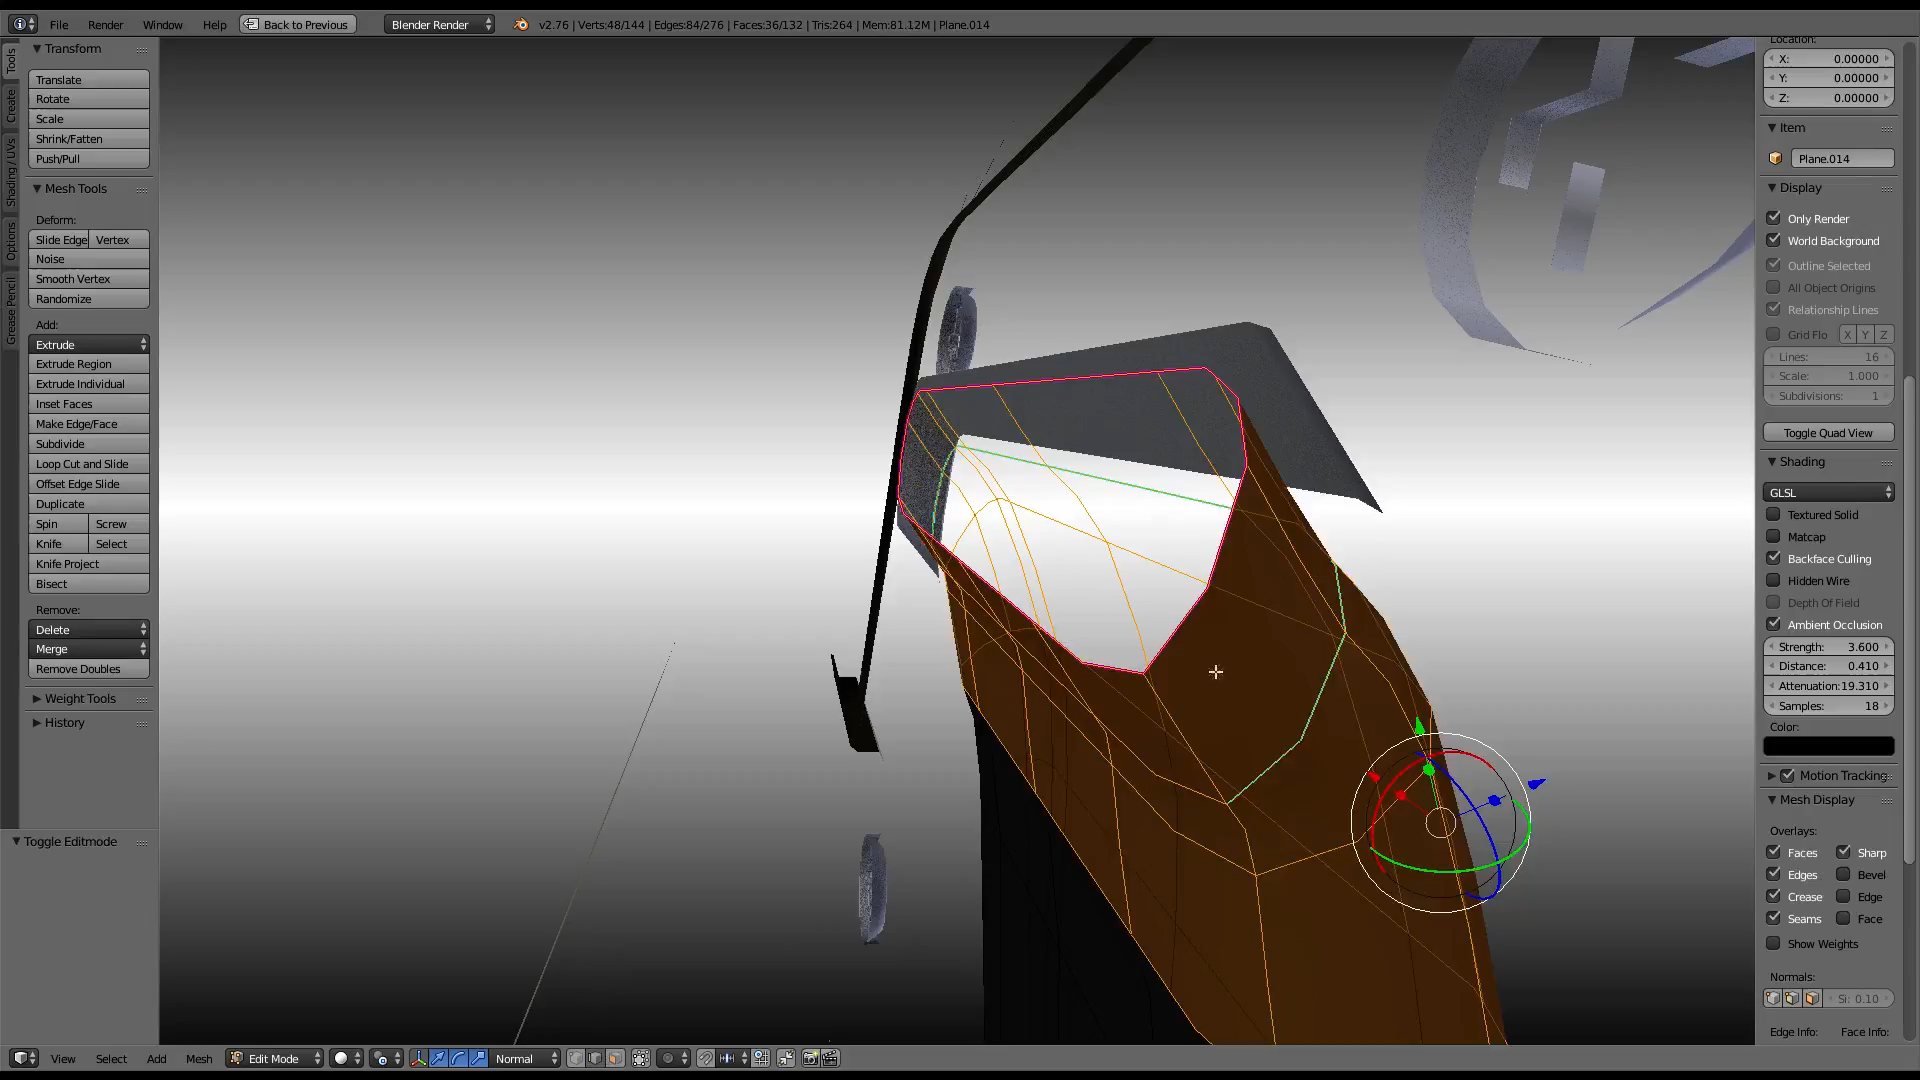 File Render Window Help Back to Previous Blender Render v2.76 | Verts:48/144 | Edges:84/276 | Faces:36/132 | Tris:264 | Mem:81.12M | Plane.014
Tools
Create
Shading / UVs
Options
Grease Pencil
Transform
Translate
Rotate
Scale
Shrink/Fatten
Push/Pull
Mesh Tools
Deform:
Slide Edge Vertex
Noise
Smooth Vertex
Randomize
Add:
Extrude
Extrude Region
Extrude Individual
Inset Faces
Make Edge/Face
Subdivide
Loop Cut and Slide
Offset Edge Slide
Duplicate
Spin Screw
Knife Select
Knife Project
Bisect
Remove:
Delete
Merge
Remove Doubles
Weight Tools
History
Toggle Editmode
Location:
X: 0.00000
Y: 0.00000
Z: 0.00000
Item
Plane.014
Display
Only Render
World Background
Outline Selected
All Object Origins
Relationship Lines
Grid Flo X Y Z
Lines: 16
Scale: 1.000
Subdivisions: 1
Toggle Quad View
Shading
GLSL
Textured Solid
Matcap
Backface Culling
Hidden Wire
Depth Of Field
Ambient Occlusion
Strength: 3.600
Distance: 0.410
Attenuation:19.310
Samples: 18
Color:
Motion Tracking
Mesh Display
Overlays:
Faces Sharp
Edges Bevel
Crease Edge
Seams Face
Show Weights
Normals:
Si: 0.10
Edge Info: Face Info:
View Select Add Mesh Edit Mode Normal